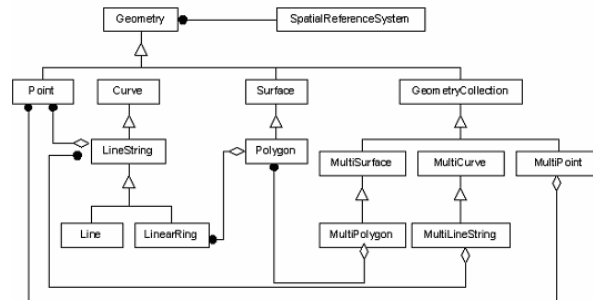 Geometry
SpatialReferenceSystem
Point
Curve
Surface
GeometryCollection
LineString
Polygon
MultiSurface
MultiCurve
MultiPoint
Line
LinearRing
MultiPolygon
MultiLineString